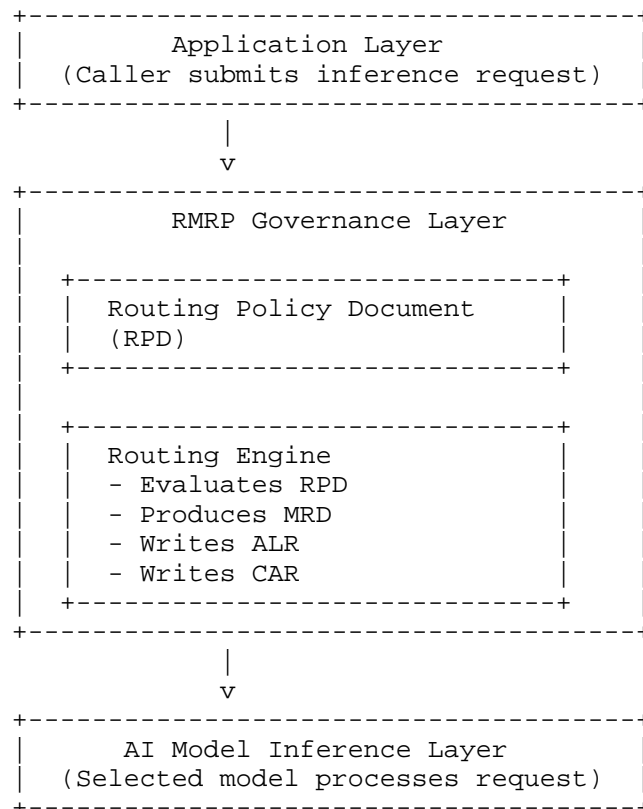 Application Layer
(Caller submits inference request)
v
RMRP Governance Layer
Routing Policy Document
(RPD)
Routing Engine
- Evaluates RPD
- Produces MRD
- Writes ALR
- Writes CAR
v
AI Model Inference Layer
(Selected model processes request)